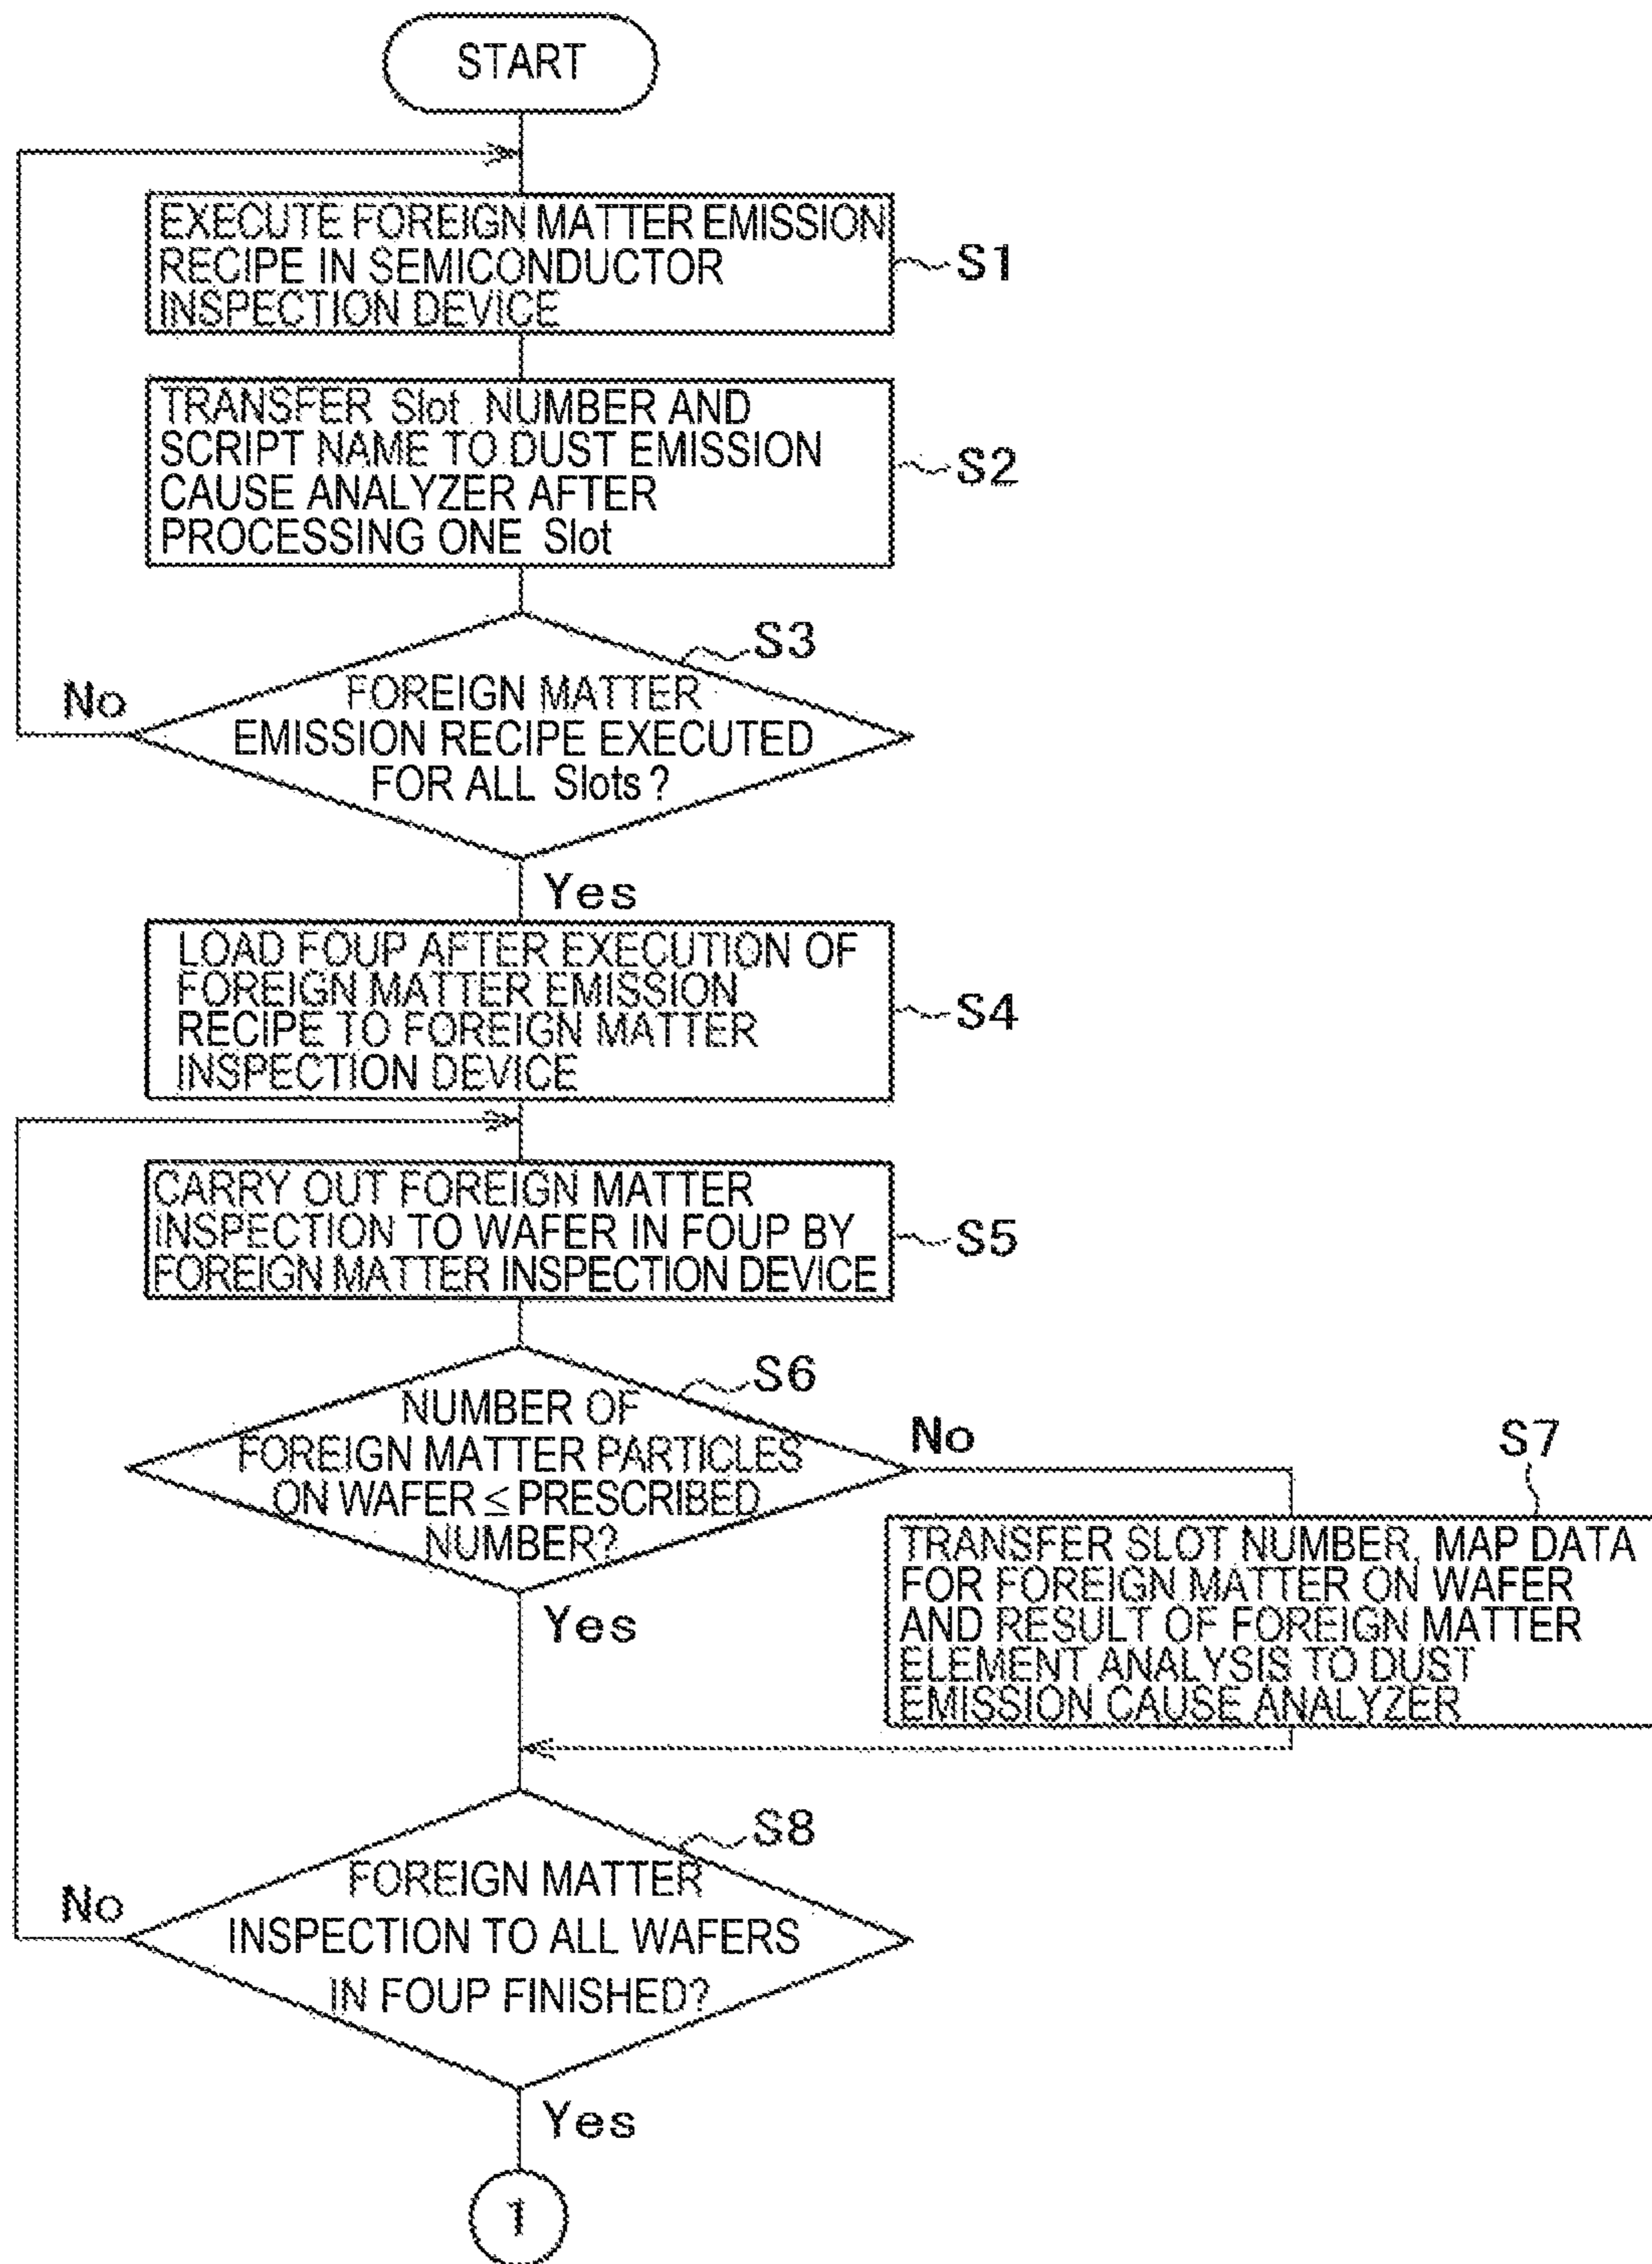 START
EXECUTE FOREIGN MATTER EMISSION
RECIPE IN SEMICONDUCTOR
INSPECTION DEVICE
S1
TRANSFER Slot NUMBER AND
SCRIPT NAME TO DUST EMISSION
CAUSE ANALYZER AFTER
PROCESSING ONE Slot
S2
S3
FOREIGN MATTER
EMISSION RECIPE EXECUTED
FOR ALL Slots?
No
Yes
LOAD FOUP AFTER EXECUTION OF
FOREIGN MATTER EMISSION
RECIPE TO FOREIGN MATTER
INSPECTION DEVICE
S4
CARRY OUT FOREIGN MATTER
INSPECTION TO WAFER IN FOUP BY
FOREIGN MATTER INSPECTION DEVICE
S5
S6
NUMBER OF
FOREIGN MATTER PARTICLES
ON WAFER ≤ PRESCRIBED
NUMBER?
No
Yes
S7
TRANSFER SLOT NUMBER, MAP DATA
FOR FOREIGN MATTER ON WAFER
AND RESULT OF FOREIGN MATTER
ELEMENT ANALYSIS TO DUST
EMISSION CAUSE ANALYZER
S8
FOREIGN MATTER
INSPECTION TO ALL WAFERS
IN FOUP FINISHED?
No
Yes
1